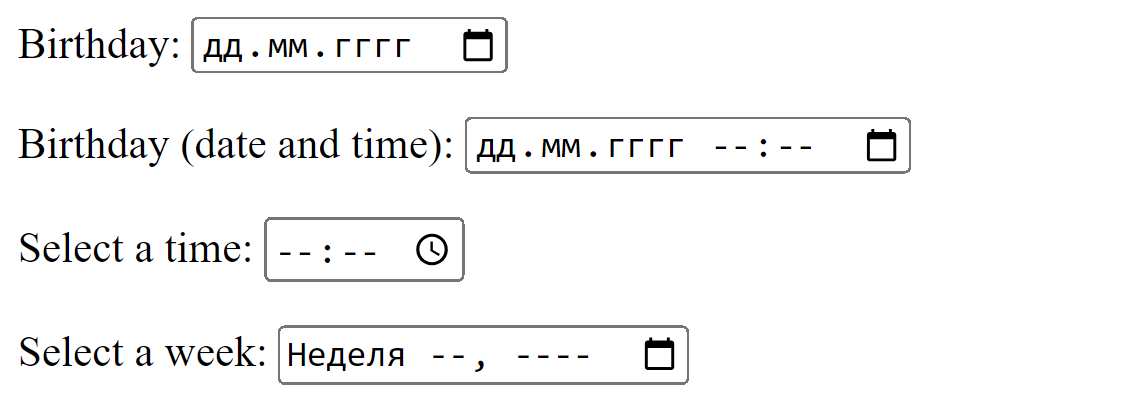 Birthday: дд.мм.гггг
Birthday (date and time): дд.мм.гггг --:--
Select a time: --:--
Select a week: Неделя --, ----